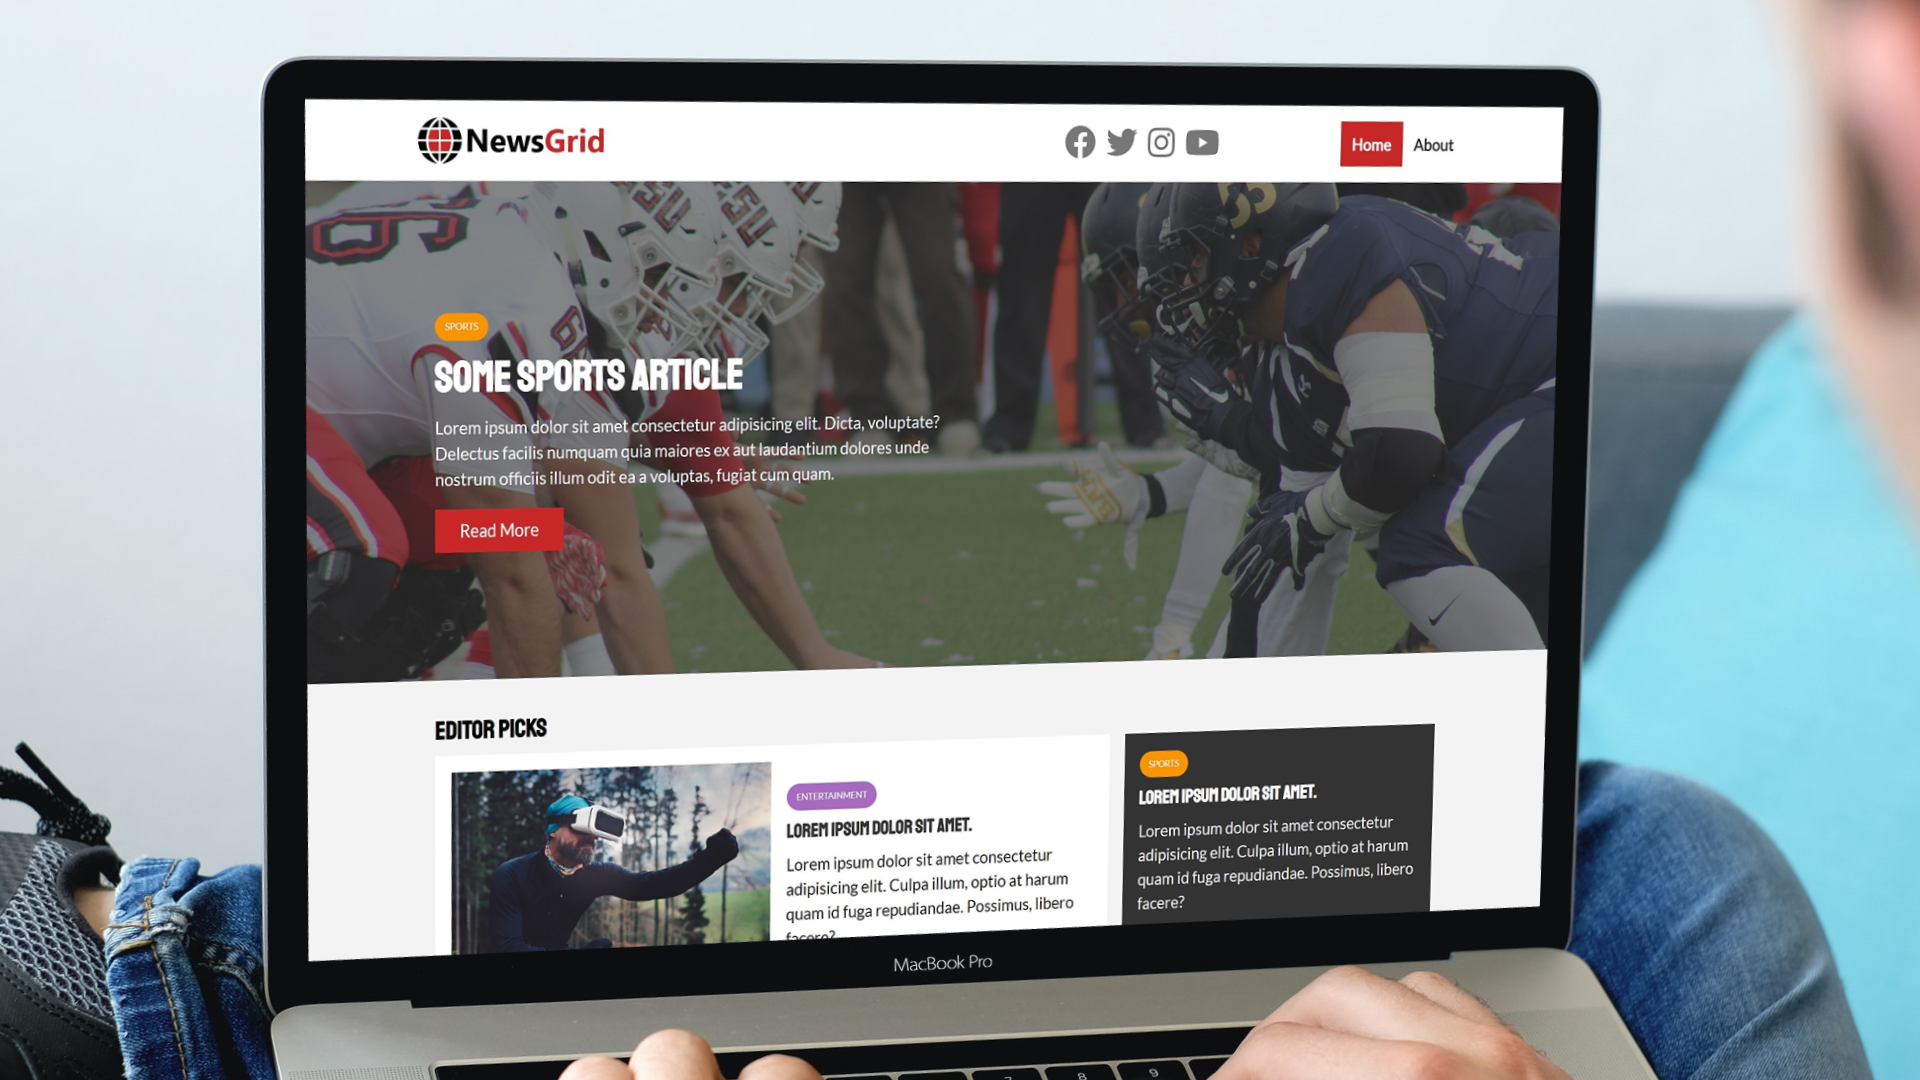 NewsGrid
Home About
SPORTS
SOME SPORTS ARTICLE
Lorem ipsum dolor sit amet consectetur adipisicing elit. Dicta, voluptate?
Delectus facilis numquam quia maiores ex aut laudantium dolores unde
nostrum officiis illum odit ea a voluptas, fugiat cum quam.
Read More
EDITOR PICKS
ENTERTAINMENT
LOREM IPSUM DOLOR SIT AMET.
Lorem ipsum dolor sit amet consectetur
adipisicing elit. Culpa illum, optio at harum
quam id fuga repudiandae. Possimus, libero
facere?
SPORTS
LOREM IPSUM DOLOR SIT AMET.
Lorem ipsum dolor sit amet consectetur
adipisicing elit. Culpa illum, optio at harum
quam id fuga repudiandae. Possimus, libero
facere?
MacBook Pro
8
9